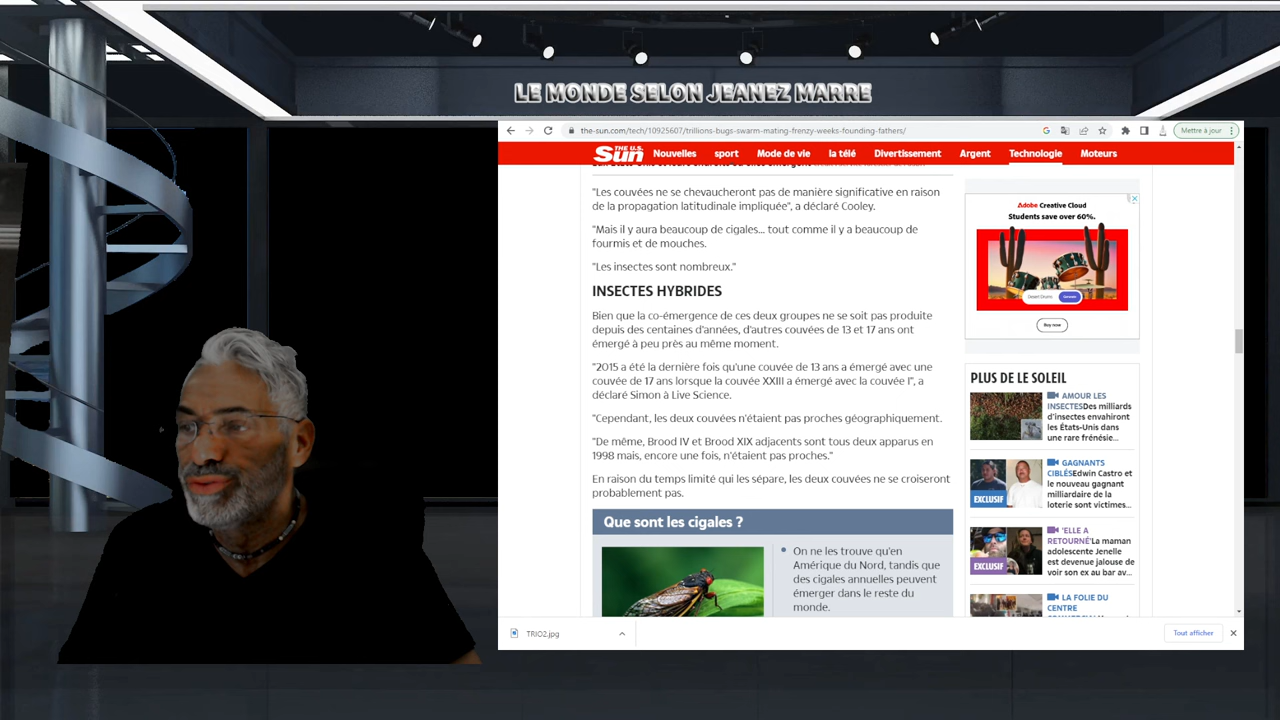 LE MONDE SELON JEANEZ MARRE
the-sun.com/tech/10925607/trillions-bugs-swarm-mating-frenzy-weeks-founding-fathers/
Mettre à jour
THE U.S. Sun
Nouvelles
sport
Mode de vie
la télé
Divertissement
Argent
Technologie
Moteurs
"Les couvées ne se chevaucheront pas de manière significative en raison
de la propagation latitudinale impliquée", a déclaré Cooley.
"Mais il y aura beaucoup de cigales... tout comme il y a beaucoup de
fourmis et de mouches.
"Les insectes sont nombreux."
INSECTES HYBRIDES
Bien que la co-émergence de ces deux groupes ne se soit pas produite
depuis des centaines d'années, d'autres couvées de 13 et 17 ans ont
émergé à peu près au même moment.
"2015 a été la dernière fois qu'une couvée de 13 ans a émergé avec une
couvée de 17 ans lorsque la couvée XXIII a émergé avec la couvée I", a
déclaré Simon à Live Science.
"Cependant, les deux couvées n'étaient pas proches géographiquement.
"De même, Brood IV et Brood XIX adjacents sont tous deux apparus en
1998 mais, encore une fois, n'étaient pas proches."
En raison du temps limité qui les sépare, les deux couvées ne se croiseront
probablement pas.
Que sont les cigales ?
On ne les trouve qu'en
Amérique du Nord, tandis que
des cigales annuelles peuvent
émerger dans le reste du
monde.
Adobe Creative Cloud
Students save over 60%.
Desert Drums
Generate
Buy now
PLUS DE LE SOLEIL
AMOUR LES
INSECTESDes milliards
d'insectes envahiront
les États-Unis dans
une rare frénésie...
GAGNANTS
CIBLÉSEdwin Castro et
le nouveau gagnant
milliardaire de la
loterie sont victimes...
EXCLUSIF
'ELLE A
RETOURNÉ'La maman
adolescente Jenelle
est devenue jalouse de
voir son ex au bar av...
EXCLUSIF
LA FOLIE DU
CENTRE
TRIO2.jpg
Tout afficher